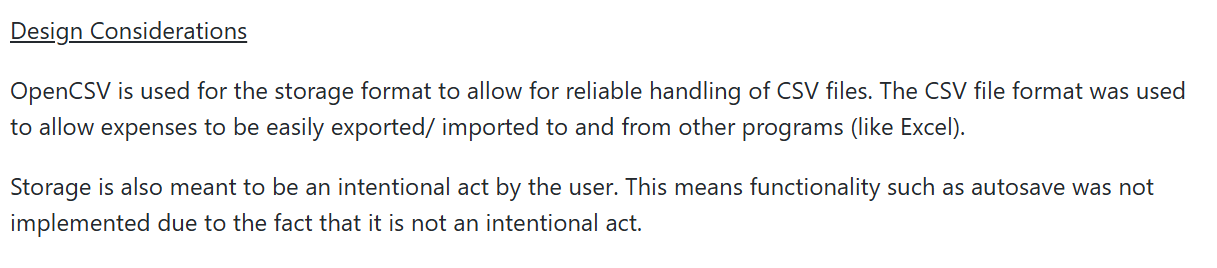 Design Considerations
OpenCSV is used for the storage format to allow for reliable handling of CSV files. The CSV file format was used
to allow expenses to be easily exported/ imported to and from other programs (like Excel).
Storage is also meant to be an intentional act by the user. This means functionality such as autosave was not
implemented due to the fact that it is not an intentional act.